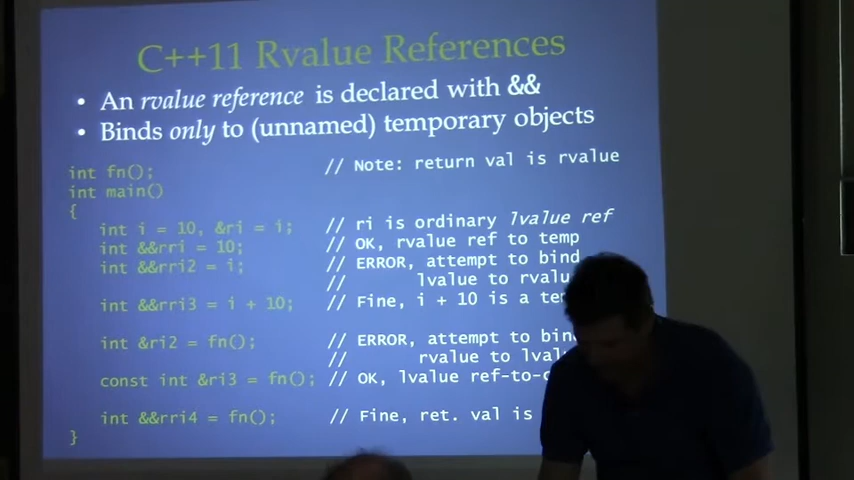 C++11 Rvalue References
• An rvalue reference is declared with &&
• Binds only to (unnamed) temporary objects
int fn(); // Note: return val is rvalue
int main()
{
int i = 10, &ri = i; // ri is ordinary lvalue ref
int &&rri = 10; // OK, rvalue ref to temp
int &&rri2 = i; // ERROR, attempt to bind
// lvalue to
int &&rri3 = i + 10; // Fine, i + 10 is a
int &ri2 = fn(); // ERROR, attempt to
// rvalue to
const int &ri3 = fn(); // OK, lvalue
int &&rri4 = fn(); // Fine, ret. val is
}